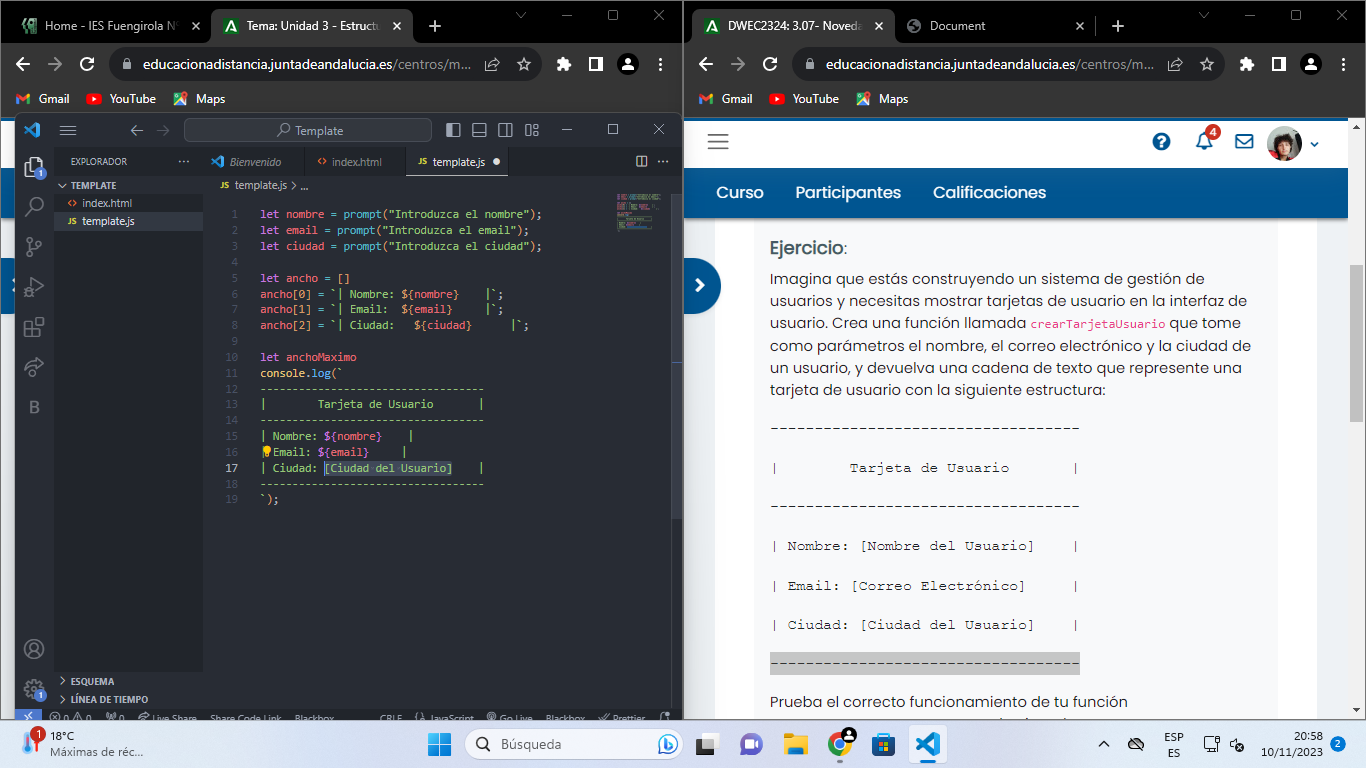 Home - IES Fuengirola Nº
Tema: Unidad 3 - Estructu
educacionadistancia.juntadeandalucia.es/centros/m...
Gmail
YouTube
Maps
Template
EXPLORADOR
TEMPLATE
index.html
template.js
ESQUEMA
LÍNEA DE TIEMPO
Bienvenido
index.html
template.js
template.js > ...
1 let nombre = prompt("Introduzca el nombre");
2 let email = prompt("Introduzca el email");
3 let ciudad = prompt("Introduzca el ciudad");
4
5 let ancho = []
6 ancho[0] = `| Nombre: ${nombre}    |`;
7 ancho[1] = `| Email:  ${email}     |`;
8 ancho[2] = `| Ciudad:   ${ciudad}      |`;
9
10 let anchoMaximo
11 console.log(`
12 -----------------------------------
13 |        Tarjeta de Usuario       |
14 -----------------------------------
15 | Nombre: ${nombre}    |
16 Email: ${email}     |
17 | Ciudad: [Ciudad del Usuario]    |
18 -----------------------------------
19 `);
0 0 0
Live Share
Share Code Link
Blackbox
CRLF
{} JavaScript
Go Live
Blackbox
Prettier
DWEC2324: 3.07- Noveda
Document
educacionadistancia.juntadeandalucia.es/centros/m...
Gmail
YouTube
Maps
4
Curso
Participantes
Calificaciones
Ejercicio:
Imagina que estás construyendo un sistema de gestión de
usuarios y necesitas mostrar tarjetas de usuario en la interfaz de
usuario. Crea una función llamada crearTarjetaUsuario que tome
como parámetros el nombre, el correo electrónico y la ciudad de
un usuario, y devuelva una cadena de texto que represente una
tarjeta de usuario con la siguiente estructura:
-----------------------------------
|        Tarjeta de Usuario       |
-----------------------------------
| Nombre: [Nombre del Usuario]    |
| Email: [Correo Electrónico]     |
| Ciudad: [Ciudad del Usuario]    |
-----------------------------------
Prueba el correcto funcionamiento de tu función
1
18°C
Máximas de réc...
Búsqueda
ESP
ES
20:58
10/11/2023
2